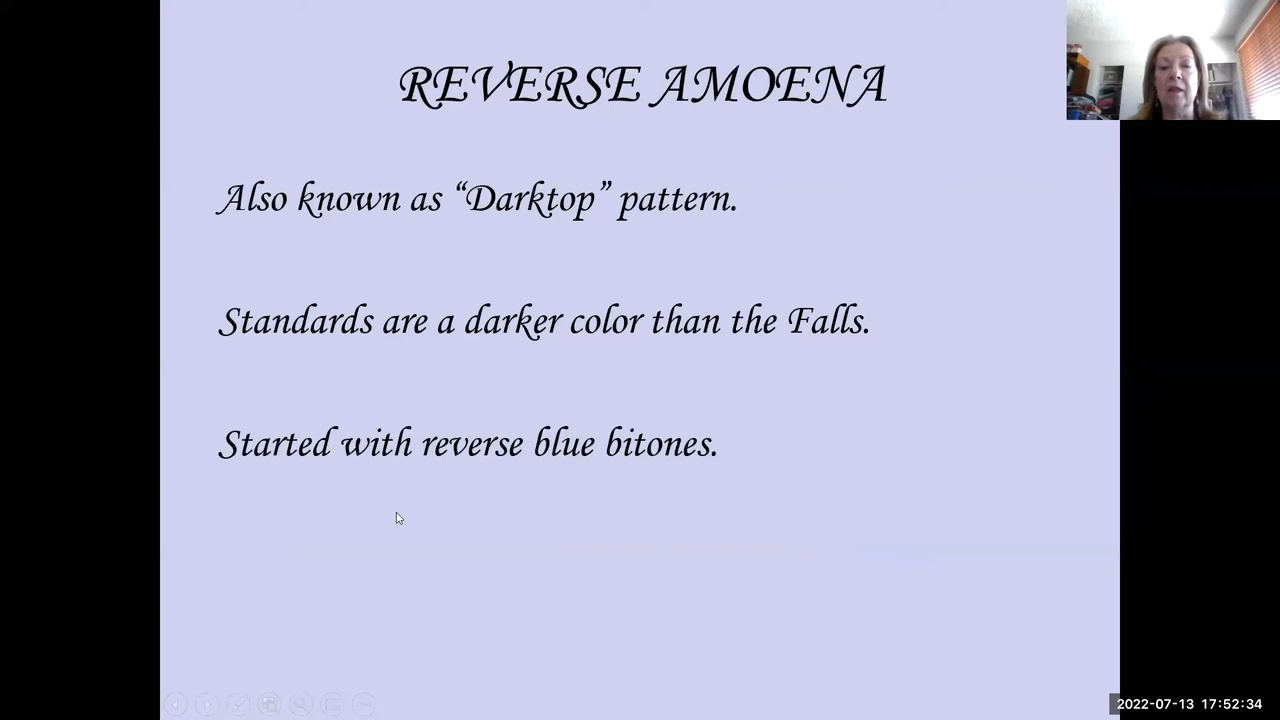 REVERSE AMOENA
Also known as “Darktop” pattern.
Standards are a darker color than the Falls.
Started with reverse blue bitones.
2022-07-13 17:52:34